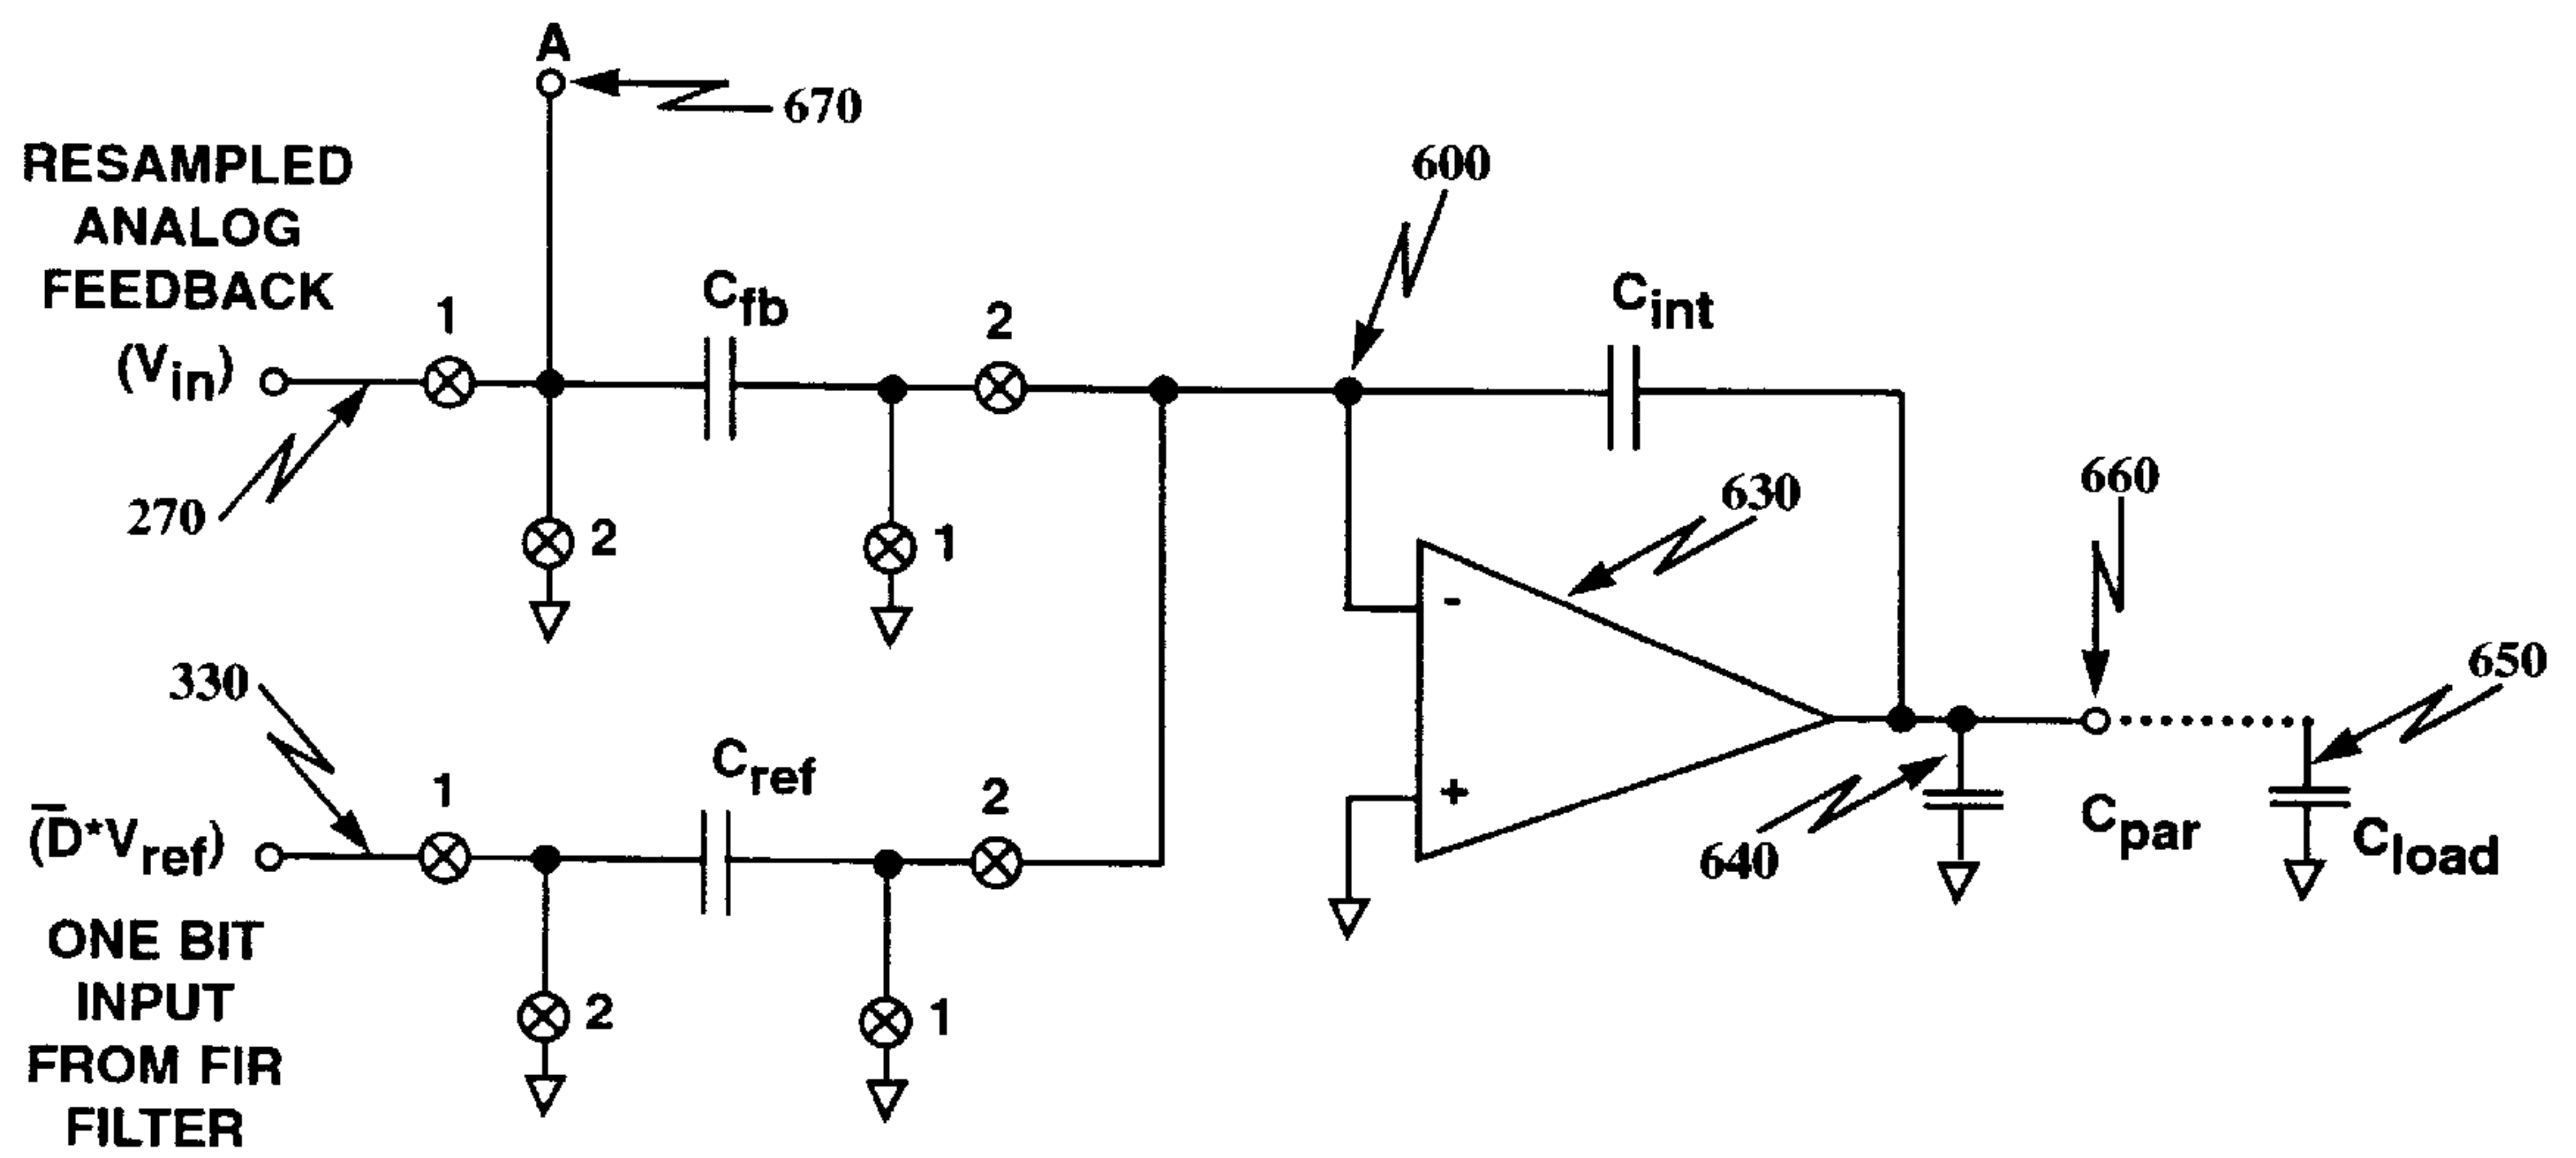 A
670
RESAMPLED
ANALOG
FEEDBACK
(Vin)
1
Cfb
2
600
Cint
270
2
1
630
660
330
650
(D̅*Vref)
1
Cref
2
-
+
640
Cpar
Cload
ONE BIT
INPUT
FROM FIR
FILTER
2
1